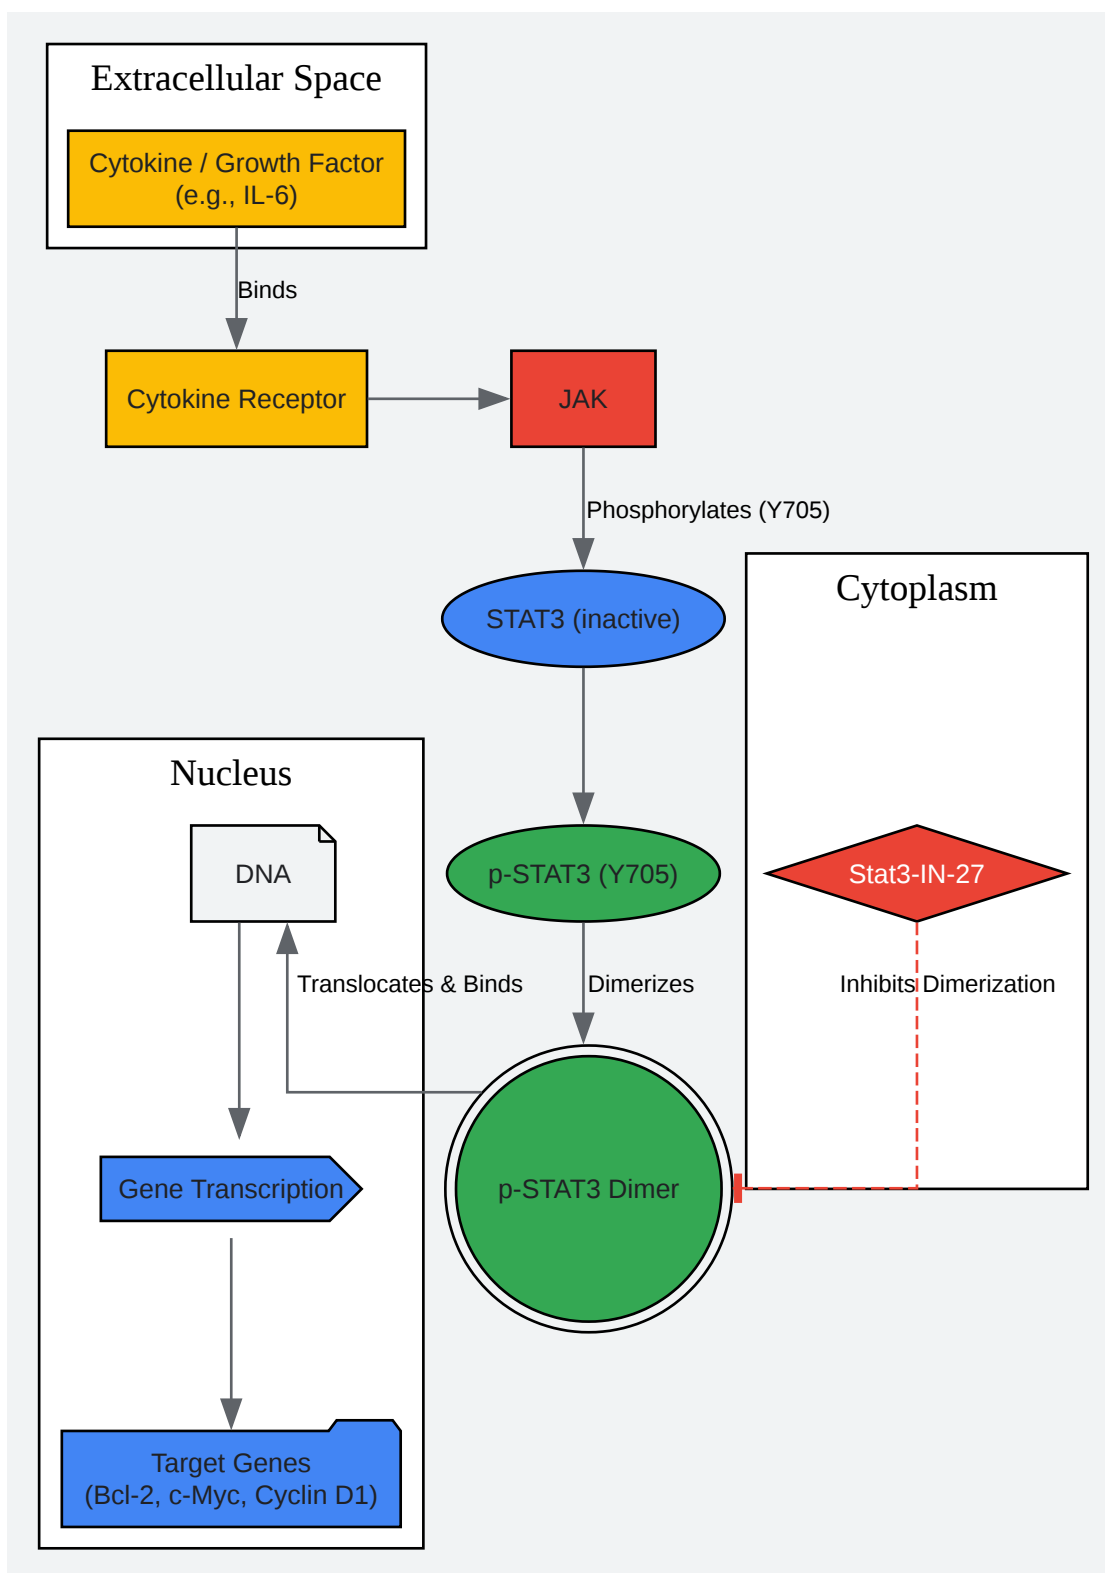 Extracellular Space
Cytokine / Growth Factor
(e.g., IL-6)
Binds
Cytokine Receptor
JAK
Phosphorylates (Y705)
Cytoplasm
STAT3 (inactive)
Nucleus
DNA
p-STAT3 (Y705)
Stat3-IN-27
Translocates & Binds
Dimerizes
Inhibits Dimerization
Gene Transcription
p-STAT3 Dimer
Target Genes
(Bcl-2, c-Myc, Cyclin D1)